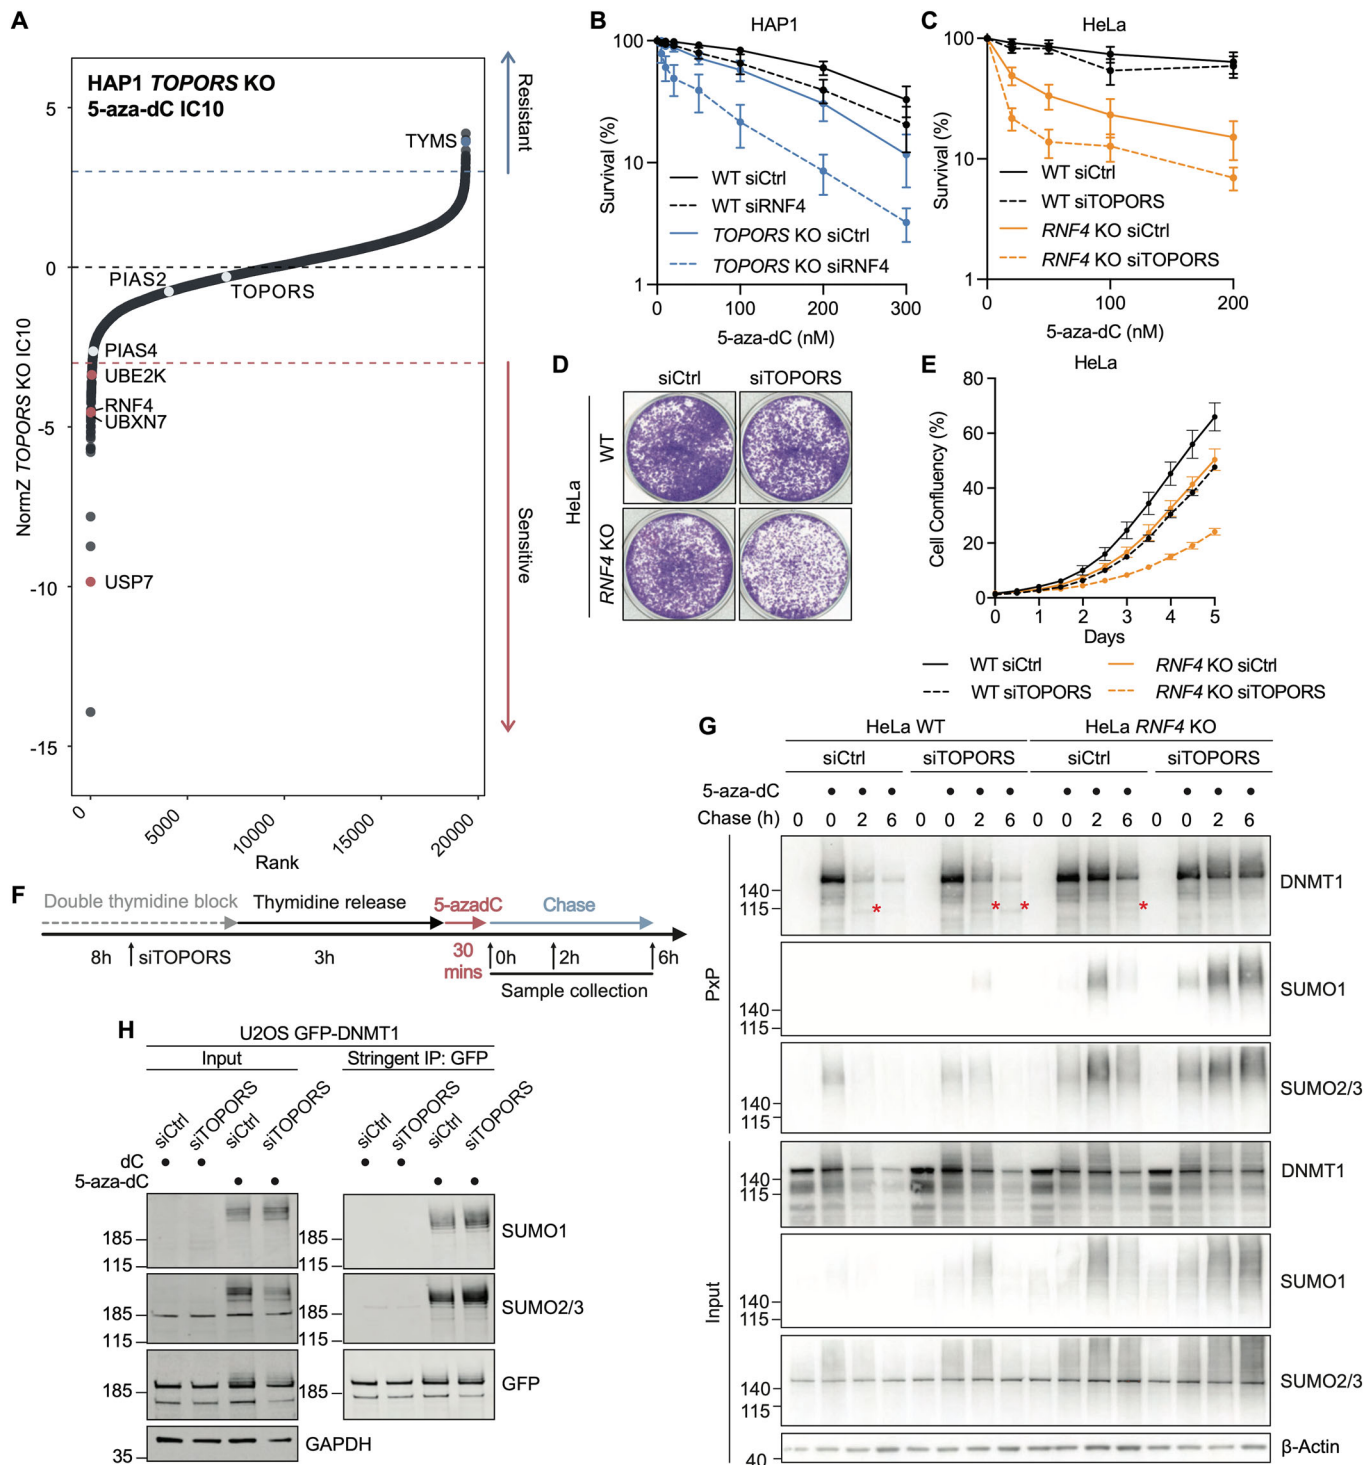 A
HAP1 TOPORS KO
5-aza-dC IC10
Resistant
Sensitive
TYMS
PIAS2
TOPORS
PIAS4
UBE2K
RNF4
UBXN7
USP7
5
0
-5
-10
-15
NormZ TOPORS KO IC10
0
5000
10000
15000
20000
Rank
B
HAP1
100
10
1
Survival (%)
WT siCtrl
WT siRNF4
TOPORS KO siCtrl
TOPORS KO siRNF4
0 100 200 300
5-aza-dC (nM)
C
HeLa
100
10
1
Survival (%)
WT siCtrl
WT siTOPORS
RNF4 KO siCtrl
RNF4 KO siTOPORS
0 100 200
5-aza-dC (nM)
D
siCtrl siTOPORS
HeLa
WT
RNF4 KO
E
HeLa
80
60
40
20
0
Cell Confluency (%)
0 1 2 3 4 5
Days
WT siCtrl
WT siTOPORS
RNF4 KO siCtrl
RNF4 KO siTOPORS
F
Double thymidine block Thymidine release 5-azadC Chase
8h siTOPORS 3h 30 mins 0h 2h 6h
Sample collection
G
HeLa WT HeLa RNF4 KO
siCtrl siTOPORS siCtrl siTOPORS
5-aza-dC • • • • • • • • • • • •
Chase (h) 0 0 2 6 0 0 2 6 0 0 2 6 0 0 2 6
PxP
140
115
* * * *
DNMT1
140
115
SUMO1
140
115
SUMO2/3
Input
140
115
DNMT1
140
115
SUMO1
140
115
SUMO2/3
40
β-Actin
H
U2OS GFP-DNMT1
Input Stringent IP: GFP
siCtrl siTOPORS siCtrl siTOPORS siCtrl siTOPORS siCtrl siTOPORS
dC • • • •
5-aza-dC • • • •
185 185 SUMO1
115 115
185 185 SUMO2/3
115 115
185 185 GFP
35 GAPDH